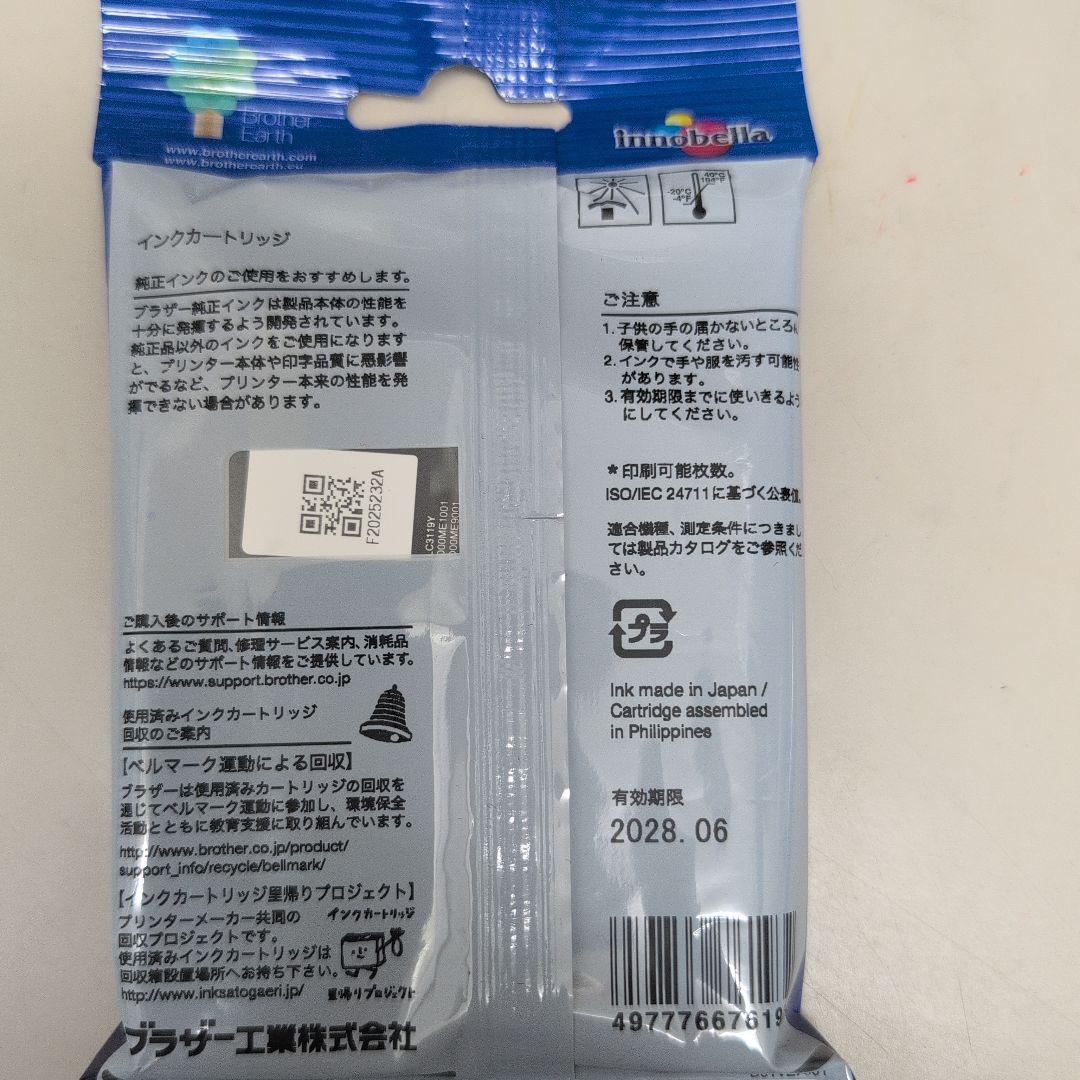 Brother
Earth
www.brotherearth.com
www.brotherearth.eu
innobella
-20°C
-4°F
40°C
104°F
インクカートリッジ
純正インクのご使用をおすすめします。
ブラザー純正インクは製品本体の性能を
十分に発揮するよう開発されています。
純正品以外のインクをご使用になります
と、プリンター本体や印字品質に悪影響
がでるなど、プリンター本来の性能を発
揮できない場合があります。
F2025232A
LC3119Y
D00ME1001
D00ME9001
ご購入後のサポート情報
よくあるご質問、修理サービス案内、消耗品
情報などのサポート情報をご提供しています。
https://www.support.brother.co.jp
使用済みインクカートリッジ
回収のご案内
【ベルマーク運動による回収】
ブラザーは使用済みカートリッジの回収を
通じてベルマーク運動に参加し、環境保全
活動とともに教育支援に取り組んでいます。
http://www.brother.co.jp/product/
support_info/recycle/bellmark/
【インクカートリッジ里帰りプロジェクト】
プリンターメーカー共同の
回収プロジェクトです。
使用済みインクカートリッジは
回収箱設置場所へお持ち下さい。
http://www.inksatogaeri.jp/
インクカートリッジ
里帰りプロジェクト
ブラザー工業株式会社
ご注意
1. 子供の手の届かないところへ
保管してください。
2. インクで手や服を汚す可能性
があります。
3. 有効期限までに使いきるよう
にしてください。
* 印刷可能枚数。
ISO/IEC 24711に基づく公表値。
適合機種、測定条件につきまし
ては製品カタログをご参照くだ
さい。
プラ
Ink made in Japan /
Cartridge assembled
in Philippines
有効期限
2028.06
49777667619